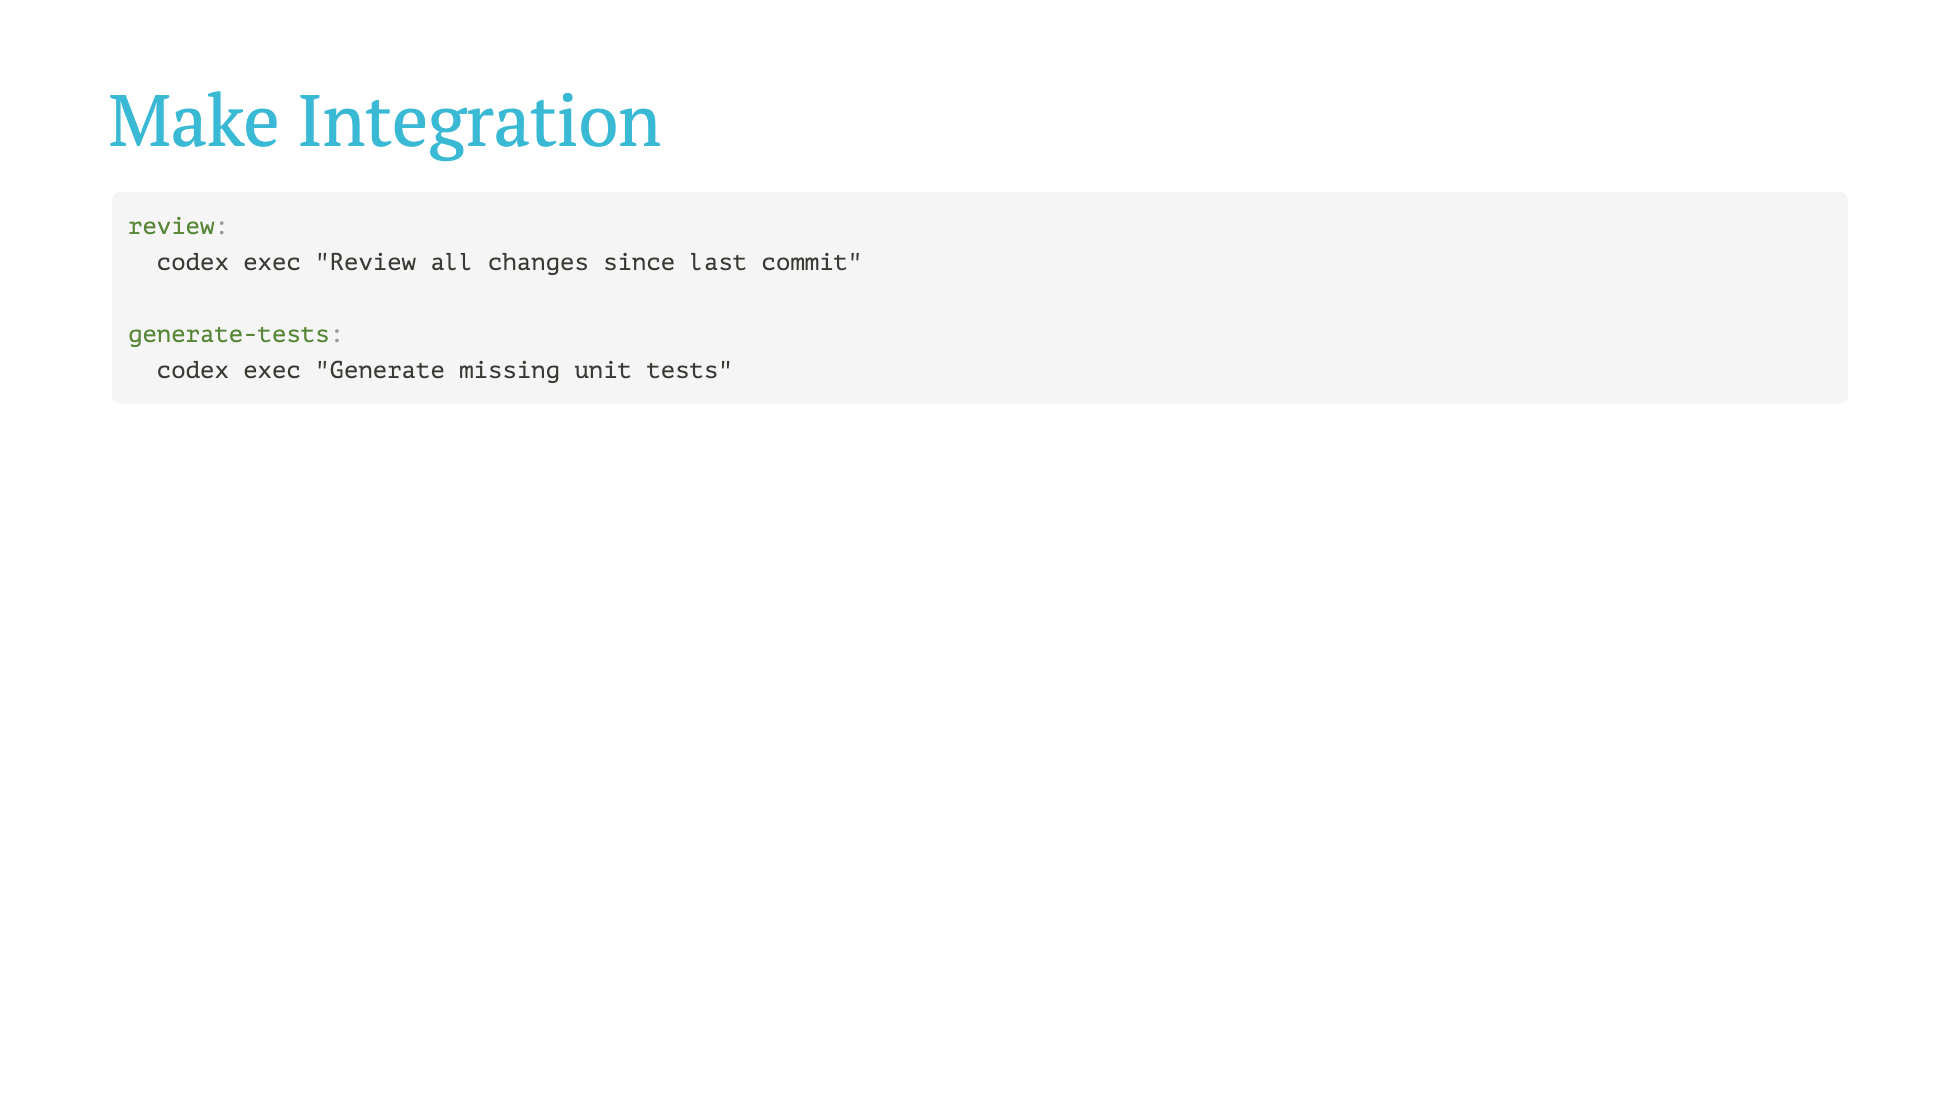 Make Integration
review:
  codex exec "Review all changes since last commit"

generate-tests:
  codex exec "Generate missing unit tests"